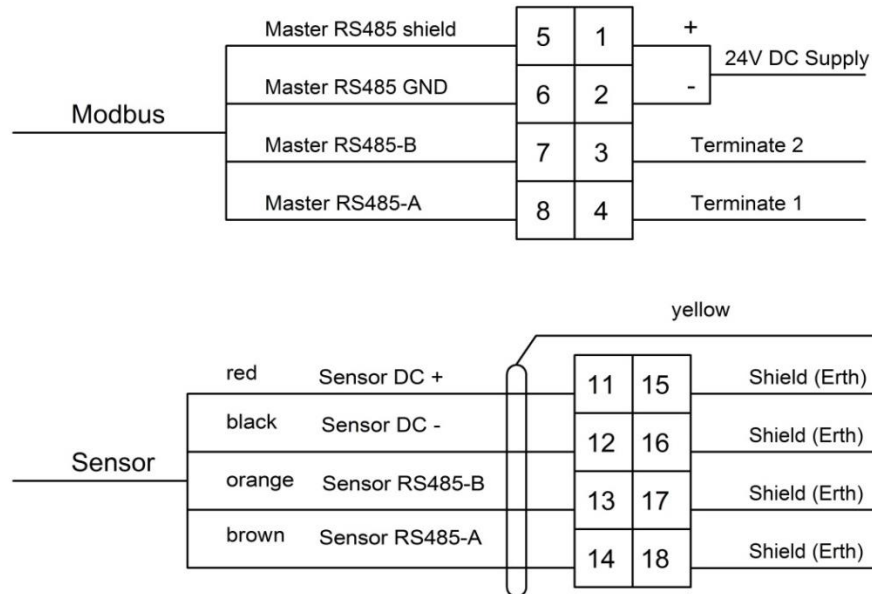 Master RS485 shield 5 1 +
24V DC Supply
Master RS485 GND 6 2 -
Modbus
Master RS485-B 7 3 Terminate 2
Master RS485-A 8 4 Terminate 1
yellow
red Sensor DC + 11 15 Shield (Erth)
black Sensor DC - 12 16 Shield (Erth)
Sensor
orange Sensor RS485-B 13 17 Shield (Erth)
brown Sensor RS485-A 14 18 Shield (Erth)